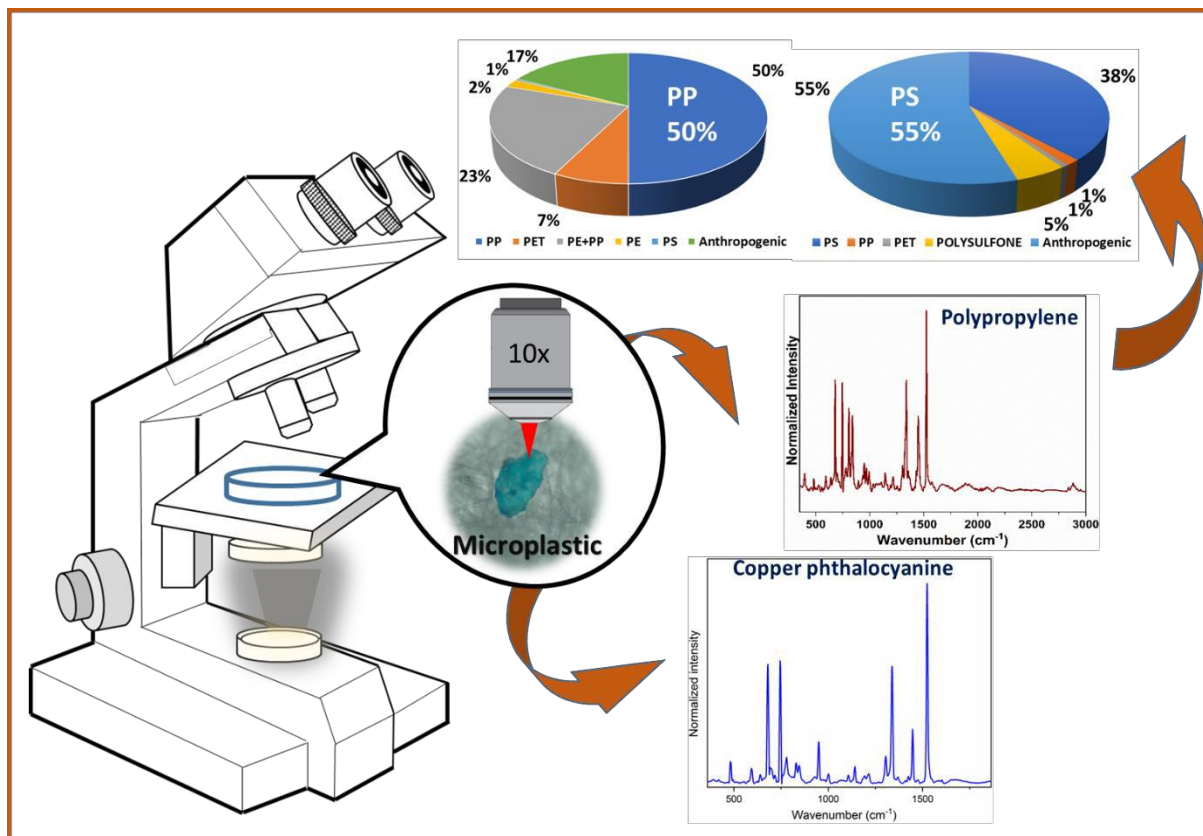 17%
1%
2%
50%
PP
50%
23%
7%
PP PET PE+PP PE PS Anthropogenic
55%
38%
PS
55%
1%
1%
5%
PS PP PET POLYSULFONE Anthropogenic
10x
Microplastic
Polypropylene
Normalized Intensity
500 1000 1500 2000 2500 3000
Wavenumber (cm⁻¹)
Copper phthalocyanine
Normalized intensity
500 1000 1500
Wavenumber (cm⁻¹)